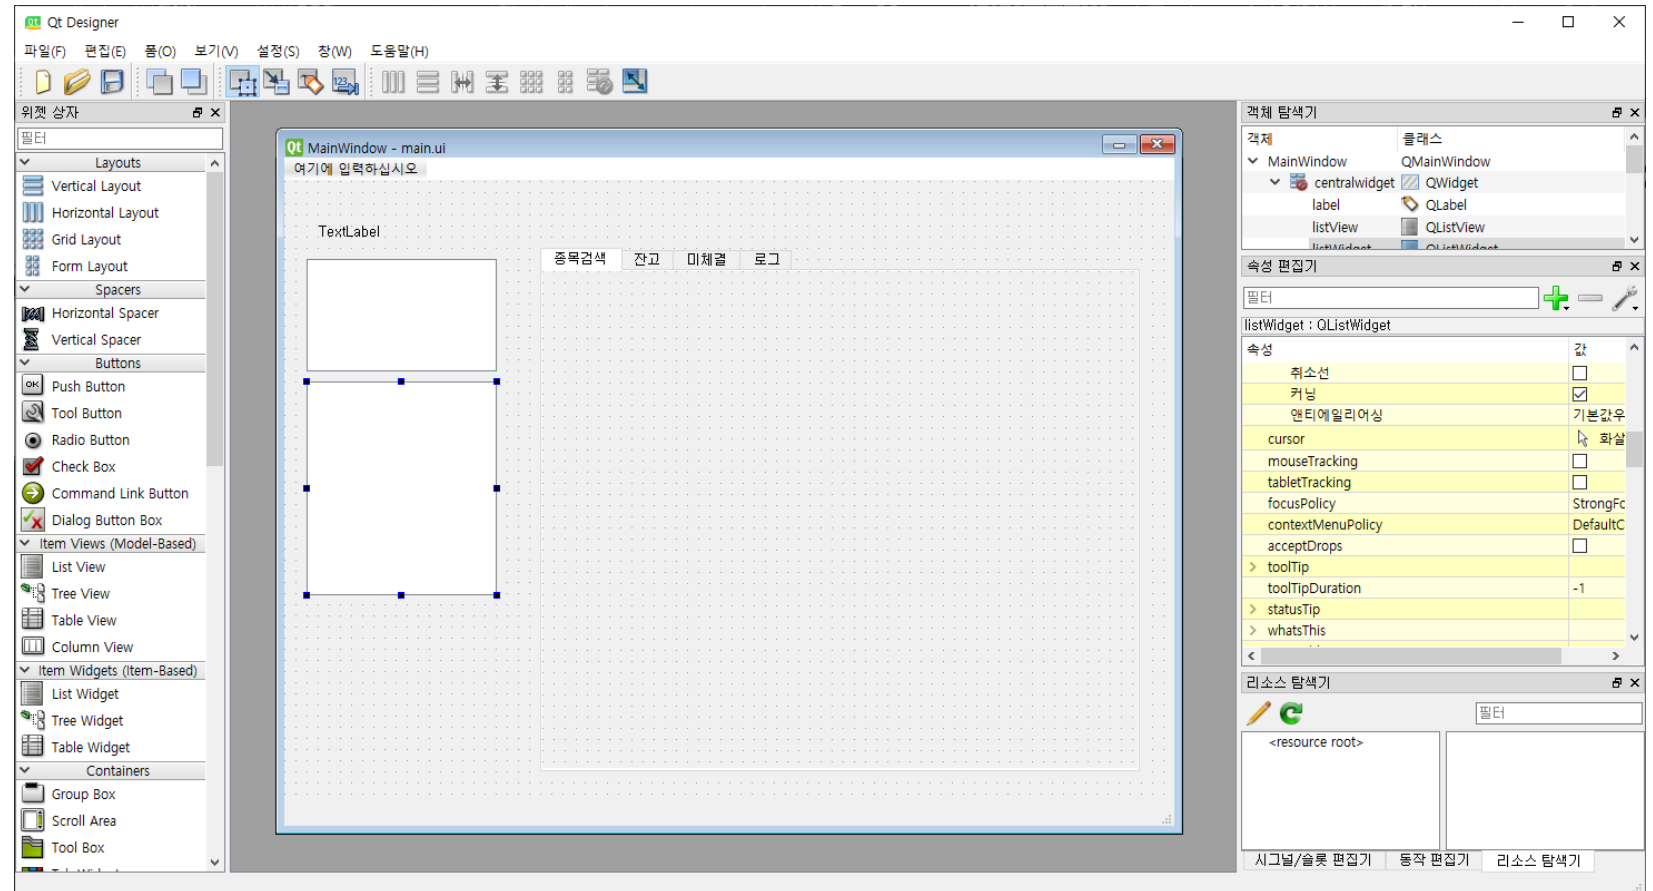 Qt Designer
파일(F) 편집(E) 폼(O) 보기(V) 설정(S) 창(W) 도움말(H)
위젯 상자
필터
Layouts
Vertical Layout
Horizontal Layout
Grid Layout
Form Layout
Spacers
Horizontal Spacer
Vertical Spacer
Buttons
OK Push Button
Tool Button
Radio Button
Check Box
Command Link Button
Dialog Button Box
Item Views (Model-Based)
List View
Tree View
Table View
Column View
Item Widgets (Item-Based)
List Widget
Tree Widget
Table Widget
Containers
Group Box
Scroll Area
Tool Box
Qt MainWindow - main.ui
여기에 입력하십시오
TextLabel
종목검색 잔고 미체결 로그
객체 탐색기
객체 클래스
MainWindow QMainWindow
centralwidget QWidget
label QLabel
listView QListView
listWidget QListWidget
속성 편집기
필터
listWidget : QListWidget
속성 값
취소선
커닝
앤티에일리어싱 기본값우
cursor 화살
mouseTracking
tabletTracking
focusPolicy StrongFo
contextMenuPolicy DefaultC
acceptDrops
toolTip
toolTipDuration -1
statusTip
whatsThis
리소스 탐색기
필터
<resource root>
시그널/슬롯 편집기 동작 편집기 리소스 탐색기